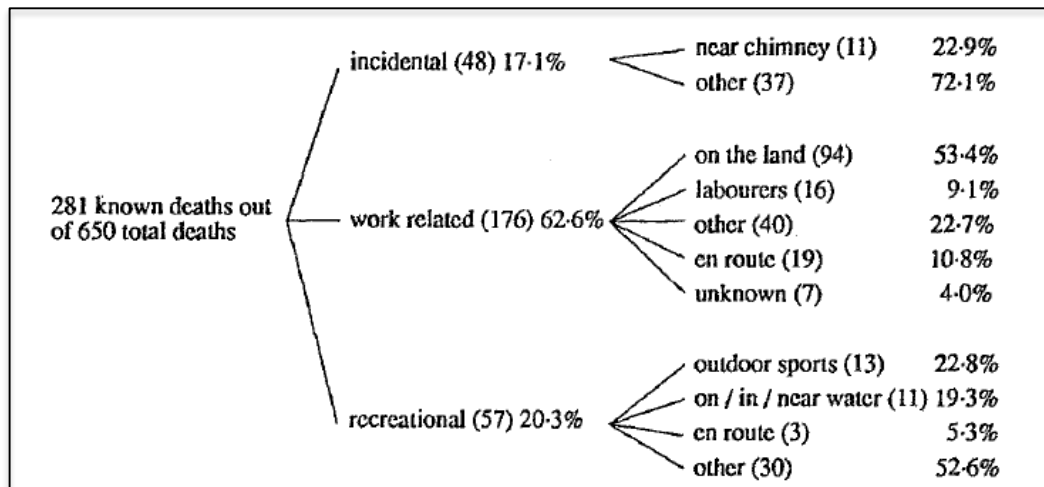 incidental (48) 17·1%
near chimney (11) 22·9%
other (37) 72·1%
281 known deaths out
of 650 total deaths
work related (176) 62·6%
on the land (94) 53·4%
labourers (16) 9·1%
other (40) 22·7%
en route (19) 10·8%
unknown (7) 4·0%
recreational (57) 20·3%
outdoor sports (13) 22·8%
on / in / near water (11) 19·3%
en route (3) 5·3%
other (30) 52·6%